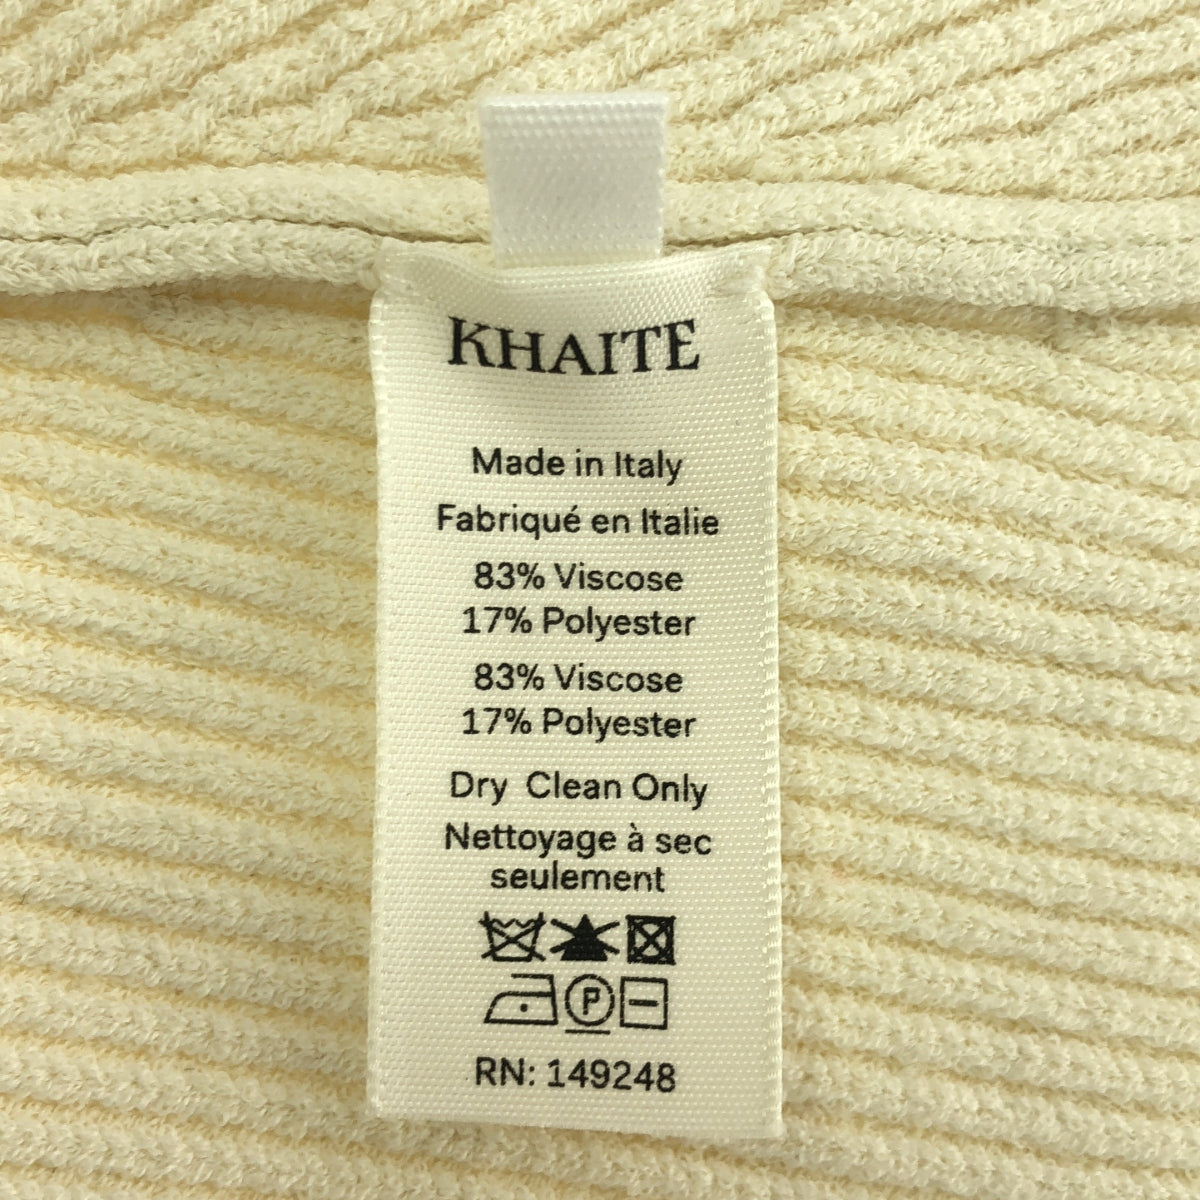 KHAITE
Made in Italy
Fabriqué en Italie
83% Viscose
17% Polyester
83% Viscose
17% Polyester
Dry Clean Only
Nettoyage à sec
seulement
P
RN: 149248